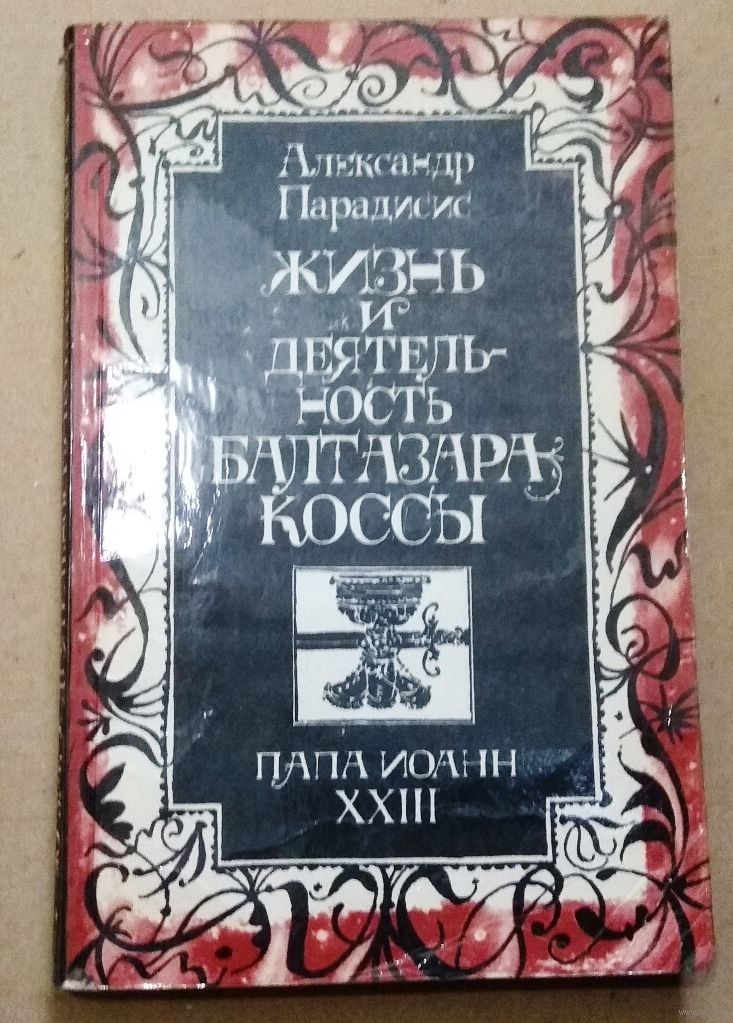 Александр
Парадисис
ЖИЗНЬ
И
ДЕЯТЕЛЬ-
НОСТЬ
БАЛТАЗАРА
КОССЫ
ПАПА ИОАНН
XXIII